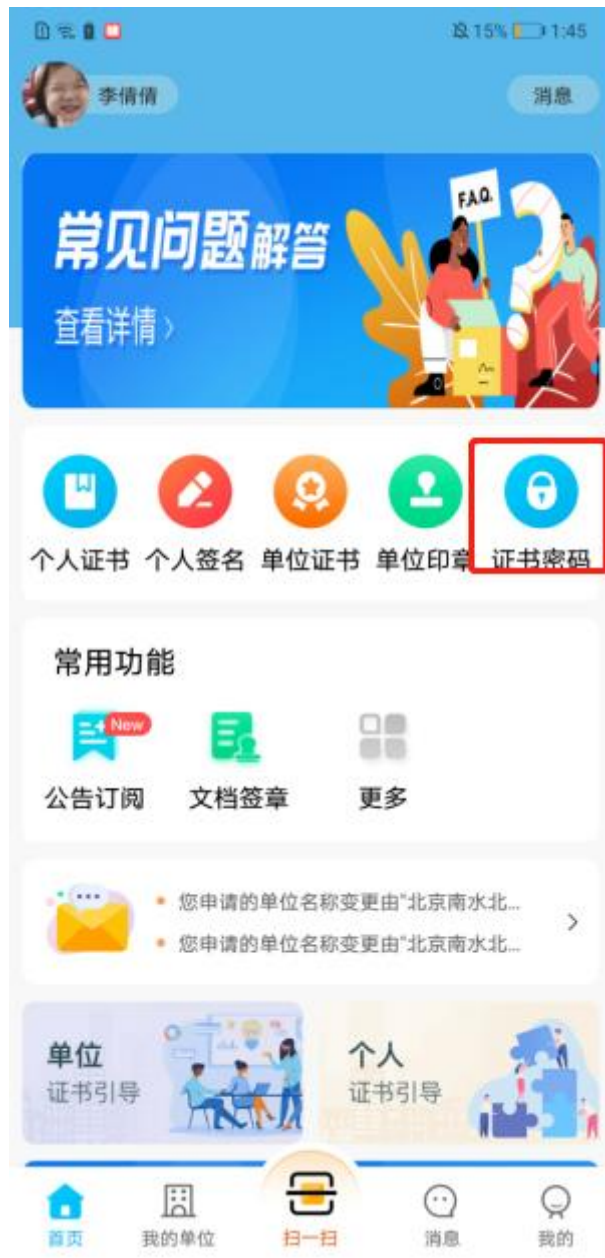 15% 1:45
李倩倩
消息
常见问题解答
F.A.Q.
查看详情 >
个人证书 个人签名 单位证书 单位印章 证书密码
常用功能
New
公告订阅 文档签章 更多
• 您申请的单位名称变更由"北京南水北...
• 您申请的单位名称变更由"北京南水北...
单位 个人
证书引导 证书引导
首页 我的单位 扫一扫 消息 我的